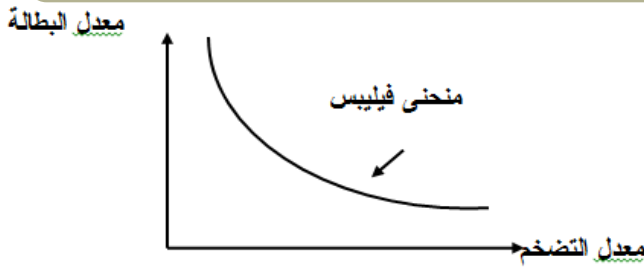 معدل البطالة
منحنى فيليبس
معدل التضخم